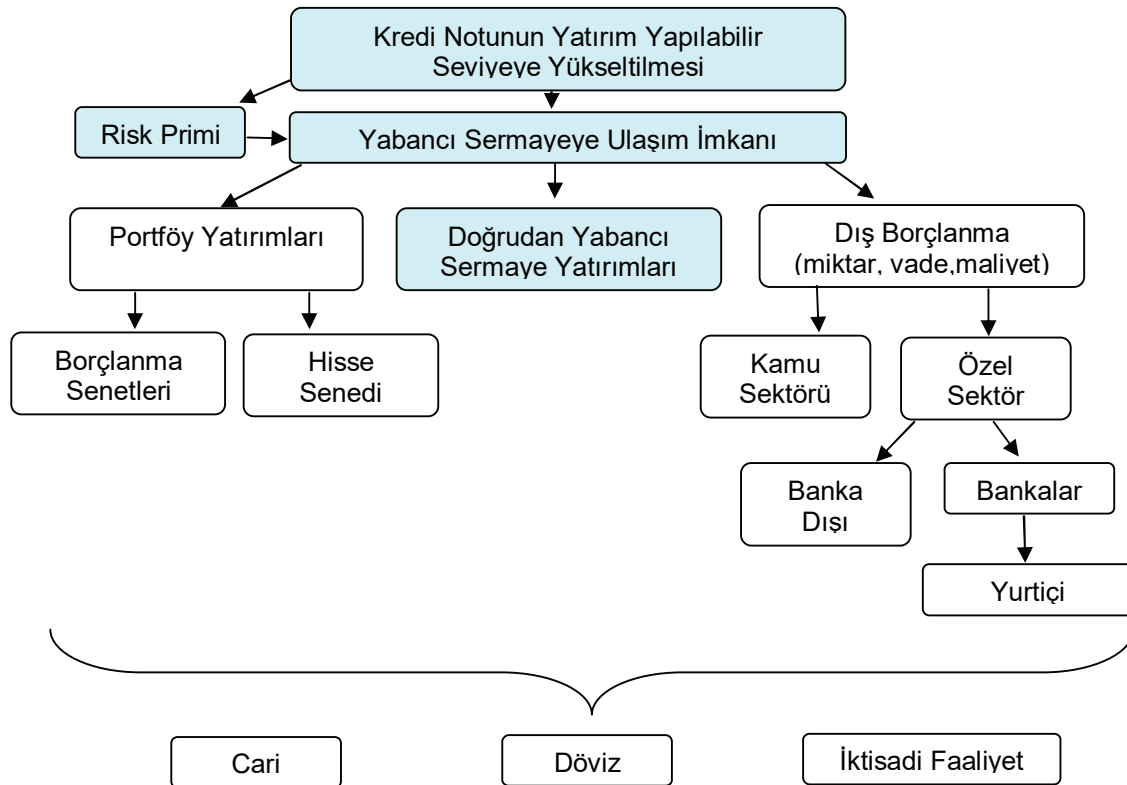 Kredi Notunun Yatırım Yapılabilir
Seviyeye Yükseltilmesi
Risk Primi
Yabancı Sermayeye Ulaşım İmkanı
Portföy Yatırımları
Doğrudan Yabancı
Sermaye Yatırımları
Dış Borçlanma
(miktar, vade,maliyet)
Borçlanma
Senetleri
Hisse
Senedi
Kamu
Sektörü
Özel
Sektör
Banka
Dışı
Bankalar
Yurtiçi
Cari
Döviz
İktisadi Faaliyet